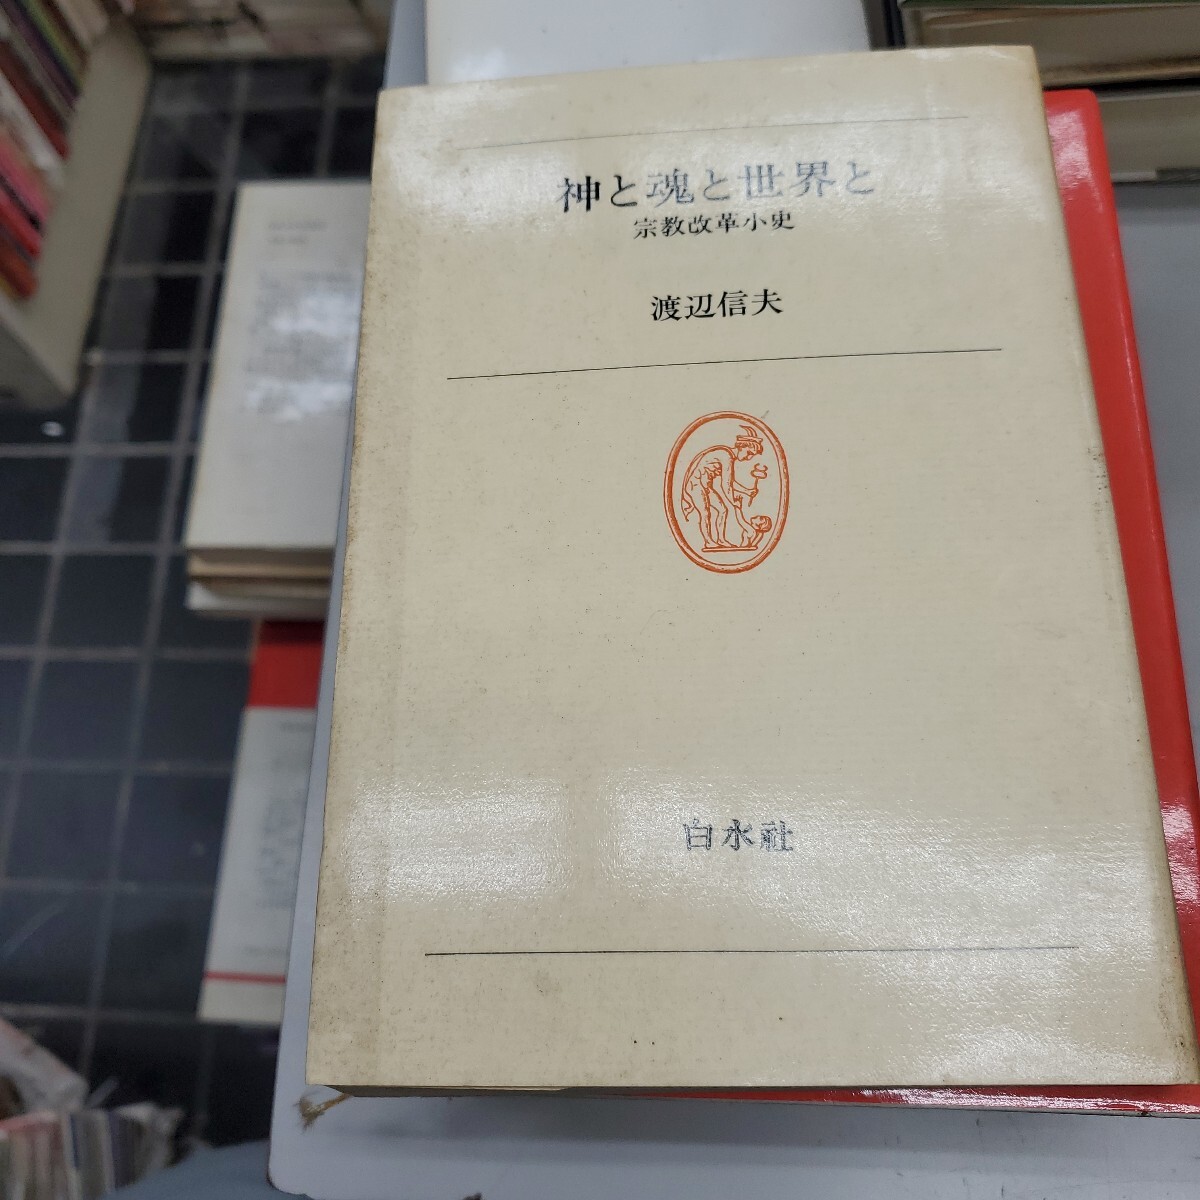 神と魂と世界と
宗教改革小史
渡辺信夫
白水社